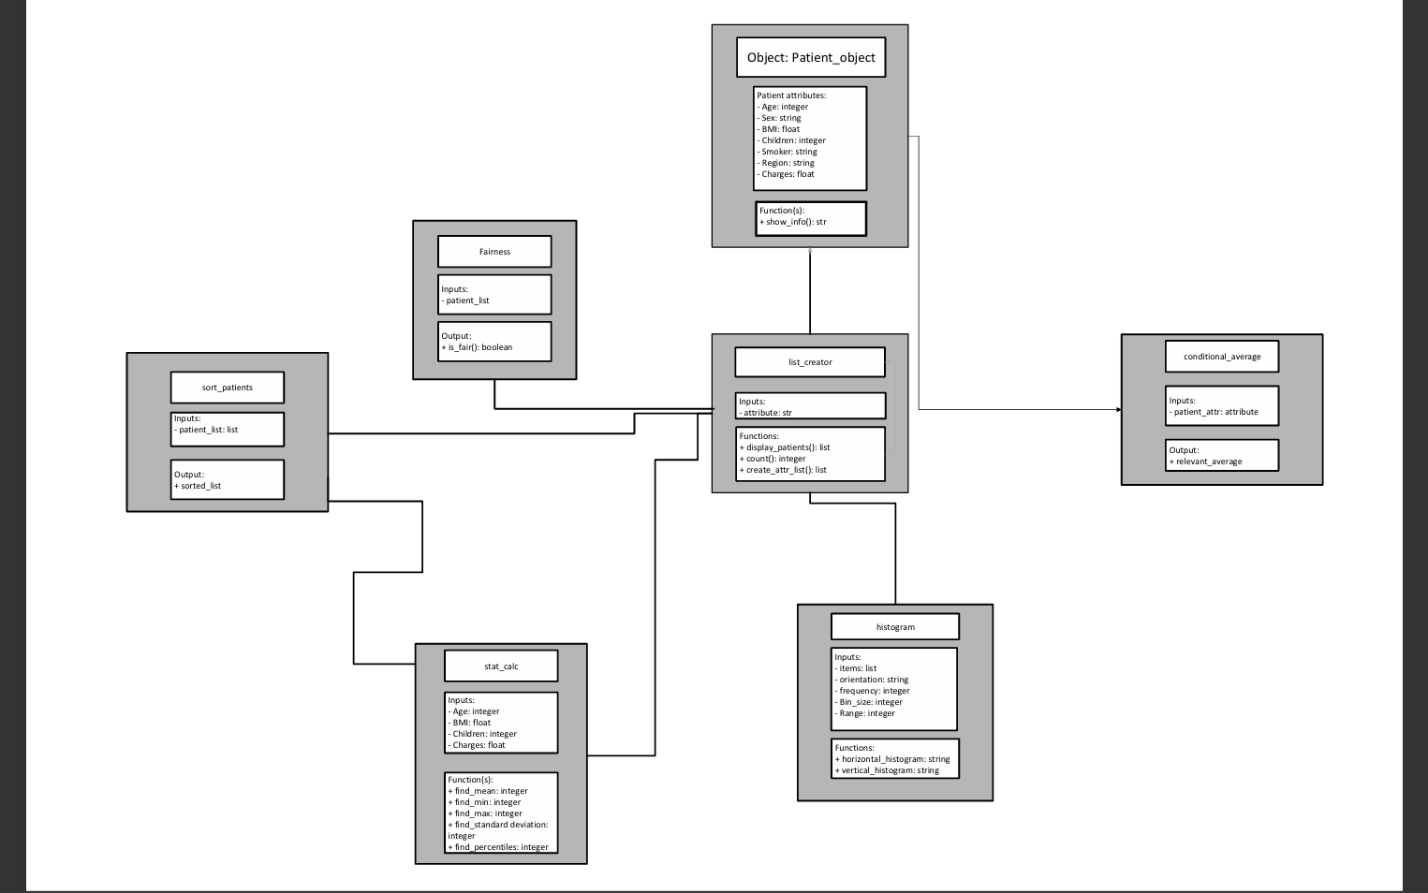 Object: Patient_object
Patient attributes:
- Age: integer
- Sex: string
- BMI: float
- Children: integer
- Smoker: string
- Region: string
- Charges: float
Function(s):
+ show_info(): str
Fairness
Inputs:
- patient_list
Output:
+ is_fair(): boolean
list_creator
Inputs:
- attribute: str
Functions:
+ display_patients(): list
+ count(): integer
+ create_attr_list(): list
conditional_average
Inputs:
- patient_attr: attribute
Output:
+ relevant_average
sort_patients
Inputs:
- patient_list: list
Output:
+ sorted_list
histogram
Inputs:
- items: list
- orientation: string
- frequency: integer
- Bin_size: integer
- Range: integer
Functions:
+ horizontal_histogram: string
+ vertical_histogram: string
stat_calc
Inputs:
- Age: integer
- BMI: float
- Children: integer
- Charges: float
Function(s):
+ find_mean: integer
+ find_min: integer
+ find_max: integer
+ find_standard deviation:
integer
+ find_percentiles: integer